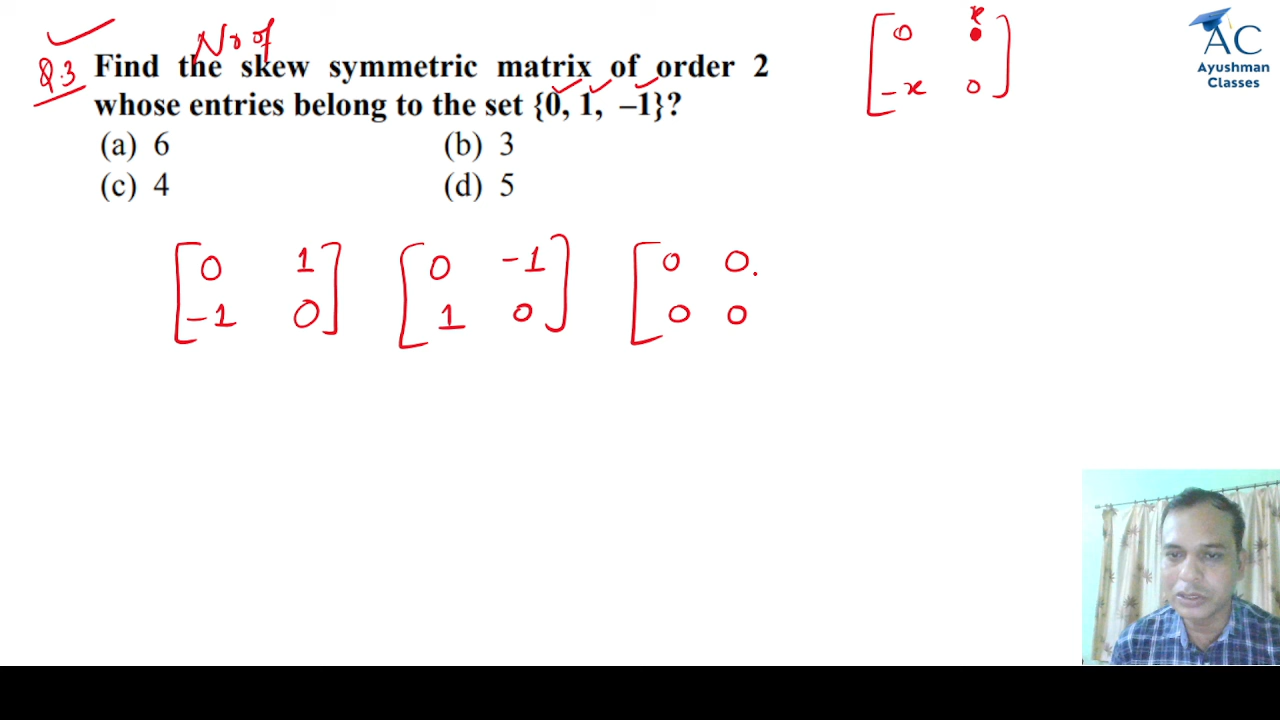 No of
Q.3 Find the skew symmetric matrix of order 2
whose entries belong to the set {0, 1, –1}?
(a) 6 (b) 3
(c) 4 (d) 5
0 x
-x 0
AC
Ayushman
Classes
0 1
-1 0
0 -1
1 0
0 0
0 0